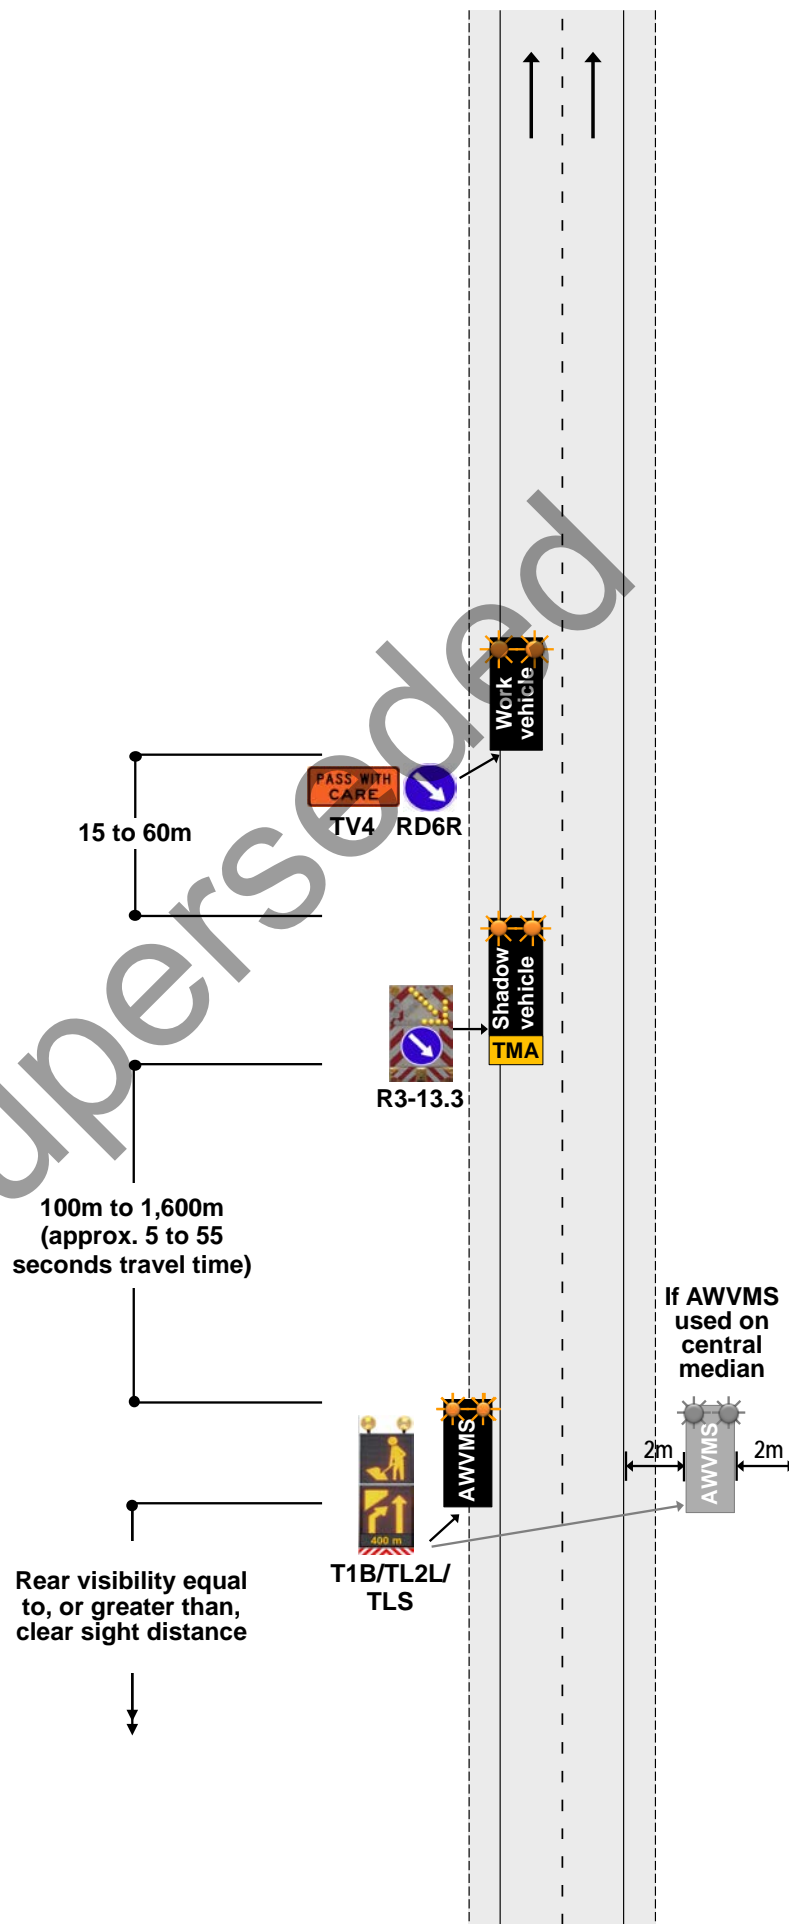 Superseded
Work
vehicle
PASS WITH
CARE
TV4 RD6R
15 to 60m
Shadow
vehicle
TMA
R3-13.3
100m to 1,600m
(approx. 5 to 55
seconds travel time)
If AWVMS
used on
central
median
AWVMS
2m
AWVMS
2m
400 m
T1B/TL2L/
TLS
Rear visibility equal
to, or greater than,
clear sight distance